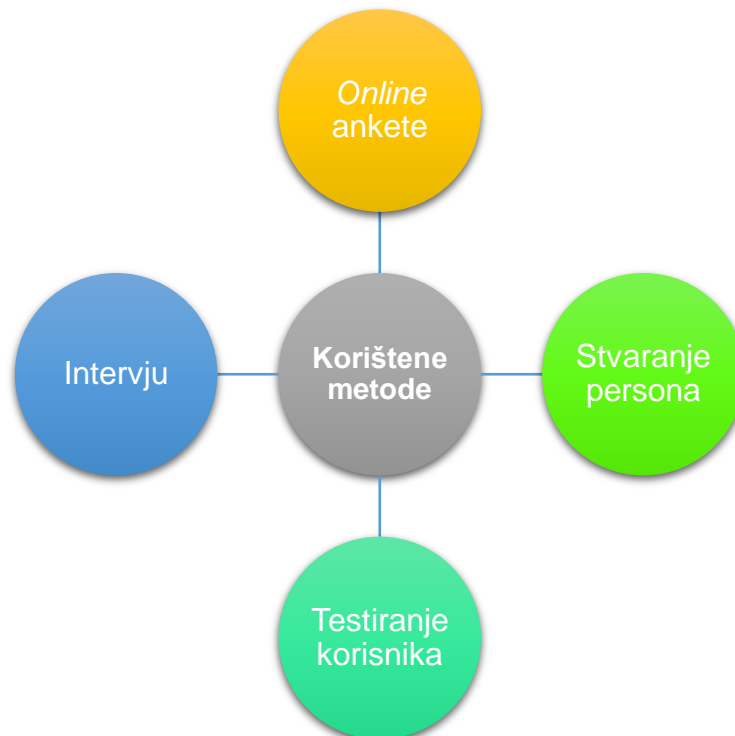 Online
ankete
Intervju
Korištene
metode
Stvaranje
persona
Testiranje
korisnika